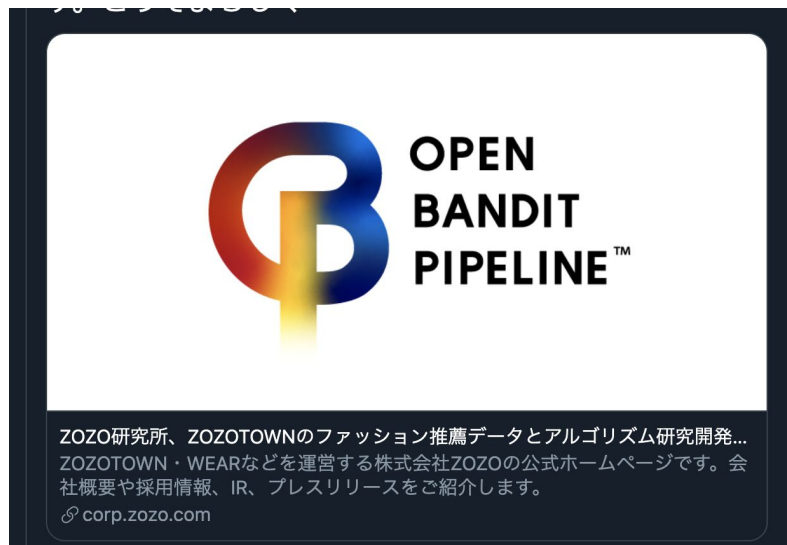 OPEN
BANDIT
PIPELINE™
ZOZO研究所、ZOZOTOWNのファッション推薦データとアルゴリズム研究開発...
ZOZOTOWN・WEARなどを運営する株式会社ZOZOの公式ホームページです。会
社概要や採用情報、IR、プレスリリースをご紹介します。
corp.zozo.com